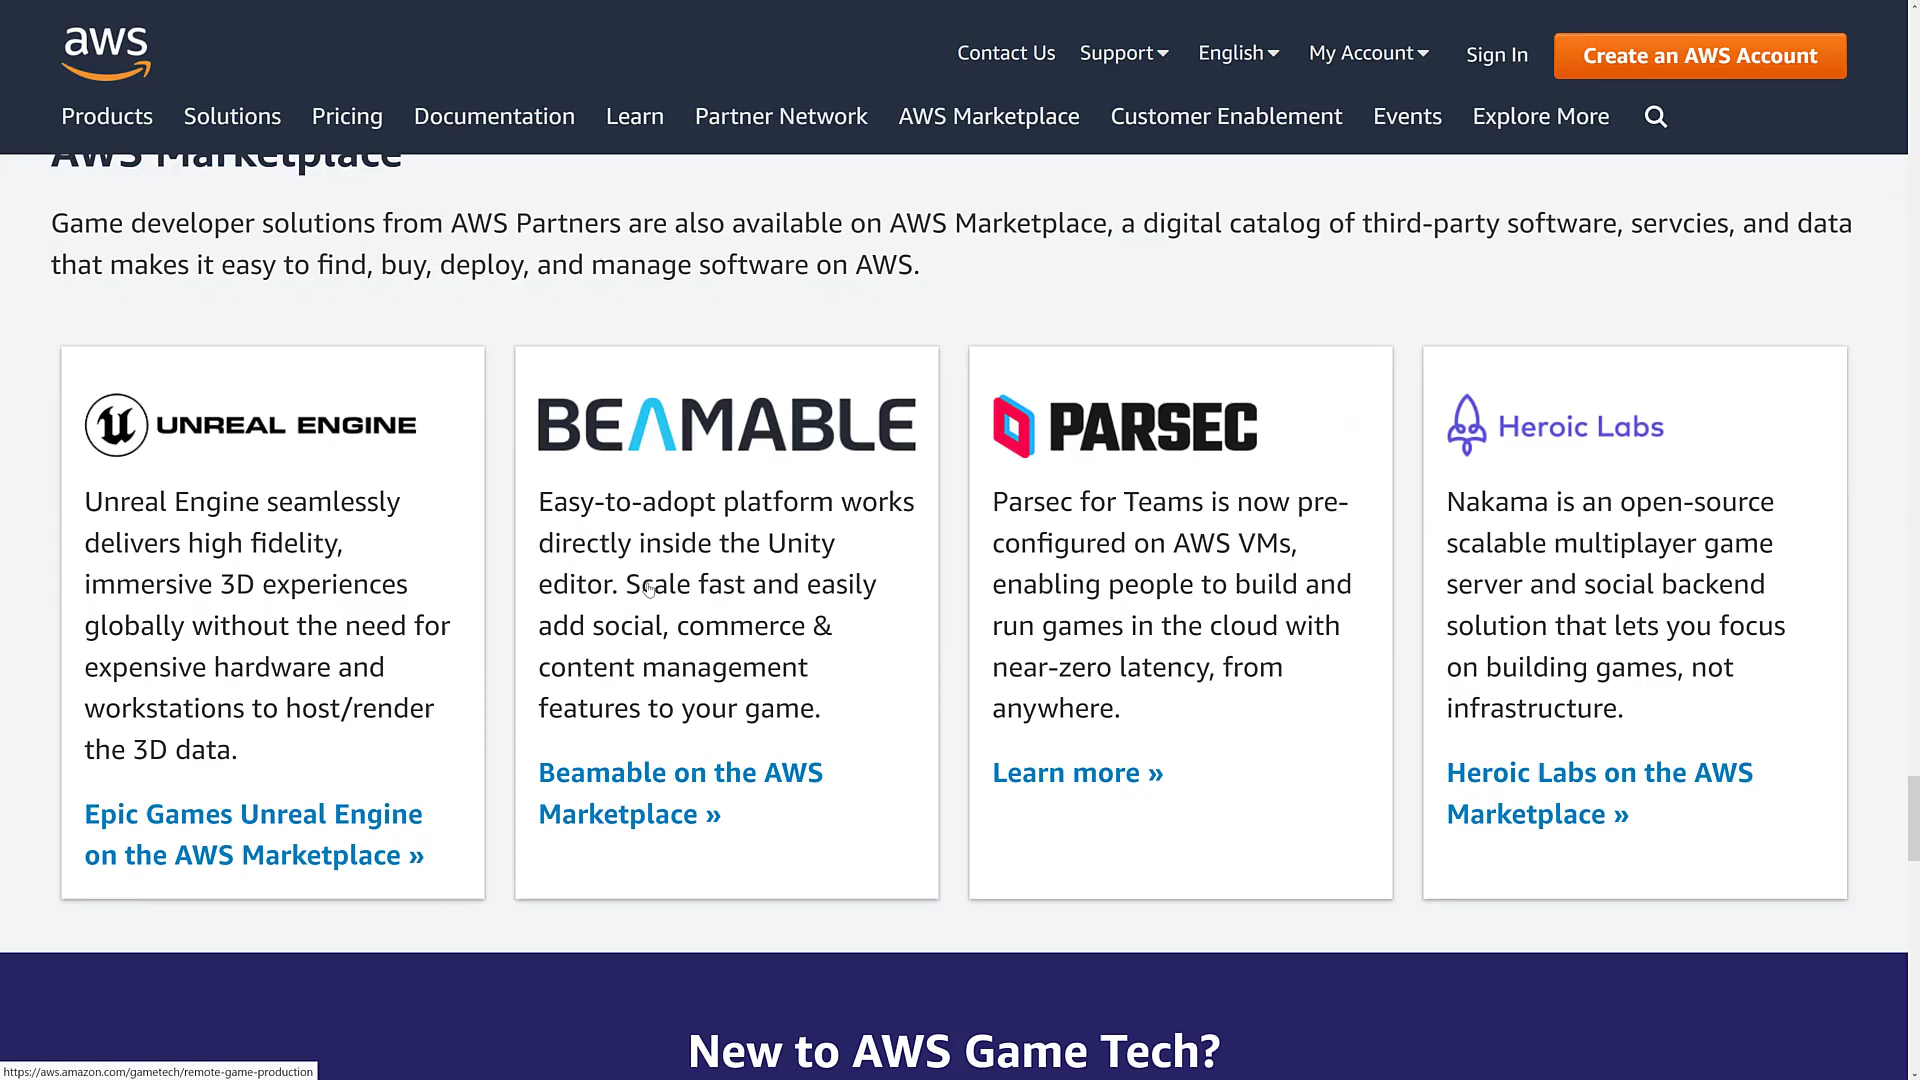 aws
Contact Us Support English My Account Sign In Create an AWS Account
Products Solutions Pricing Documentation Learn Partner Network AWS Marketplace Customer Enablement Events Explore More
AWS Marketplace
Game developer solutions from AWS Partners are also available on AWS Marketplace, a digital catalog of third-party software, servcies, and data
that makes it easy to find, buy, deploy, and manage software on AWS.
UNREAL ENGINE
Unreal Engine seamlessly
delivers high fidelity,
immersive 3D experiences
globally without the need for
expensive hardware and
workstations to host/render
the 3D data.
Epic Games Unreal Engine
on the AWS Marketplace »
BEAMABLE
Easy-to-adopt platform works
directly inside the Unity
editor. Scale fast and easily
add social, commerce &
content management
features to your game.
Beamable on the AWS
Marketplace »
PARSEC
Parsec for Teams is now pre-
configured on AWS VMs,
enabling people to build and
run games in the cloud with
near-zero latency, from
anywhere.
Learn more »
Heroic Labs
Nakama is an open-source
scalable multiplayer game
server and social backend
solution that lets you focus
on building games, not
infrastructure.
Heroic Labs on the AWS
Marketplace »
New to AWS Game Tech?
https://aws.amazon.com/gametech/remote-game-production